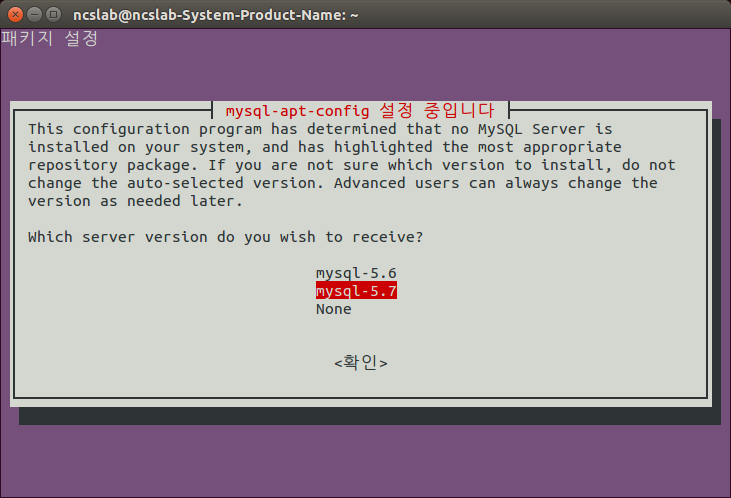 ncslab@ncslab-System-Product-Name: ~
패키지 설정
mysql-apt-config 설정 중입니다
This configuration program has determined that no MySQL Server is
installed on your system, and has highlighted the most appropriate
repository package. If you are not sure which version to install, do not
change the auto-selected version. Advanced users can always change the
version as needed later.
Which server version do you wish to receive?
mysql-5.6
mysql-5.7
None
<확인>